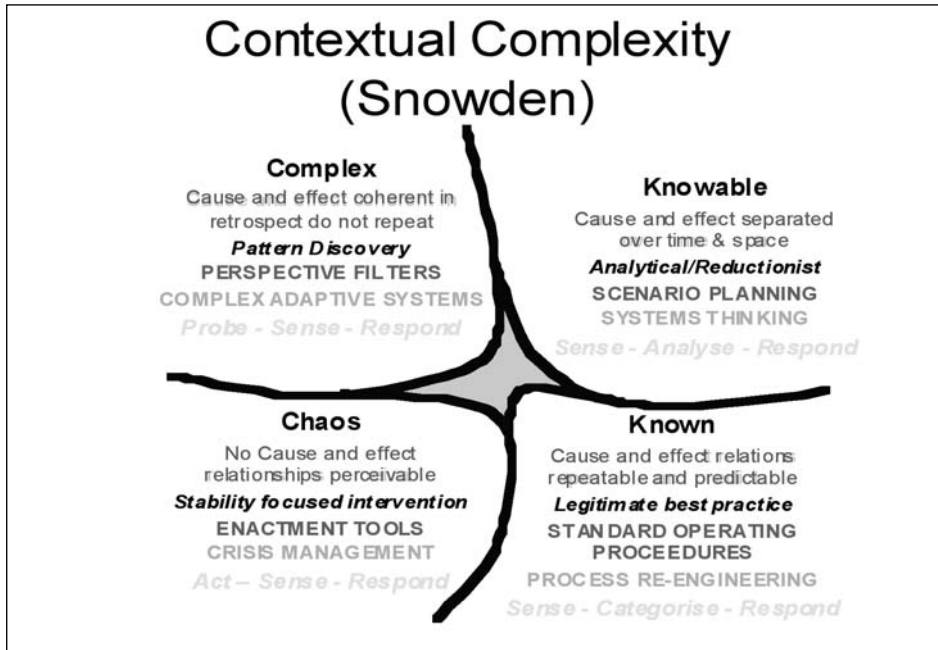 Contextual Complexity
(Snowden)
Complex
Cause and effect coherent in
retrospect do not repeat
Pattern Discovery
PERSPECTIVE FILTERS
COMPLEX ADAPTIVE SYSTEMS
Probe - Sense - Respond
Knowable
Cause and effect separated
over time & space
Analytical/Reductionist
SCENARIO PLANNING
SYSTEMS THINKING
Sense - Analyse - Respond
Chaos
No Cause and effect
relationships perceivable
Stability focused intervention
ENACTMENT TOOLS
CRISIS MANAGEMENT
Act – Sense - Respond
Known
Cause and effect relations
repeatable and predictable
Legitimate best practice
STANDARD OPERATING
PROCEEDURES
PROCESS RE-ENGINEERING
Sense - Categorise - Respond